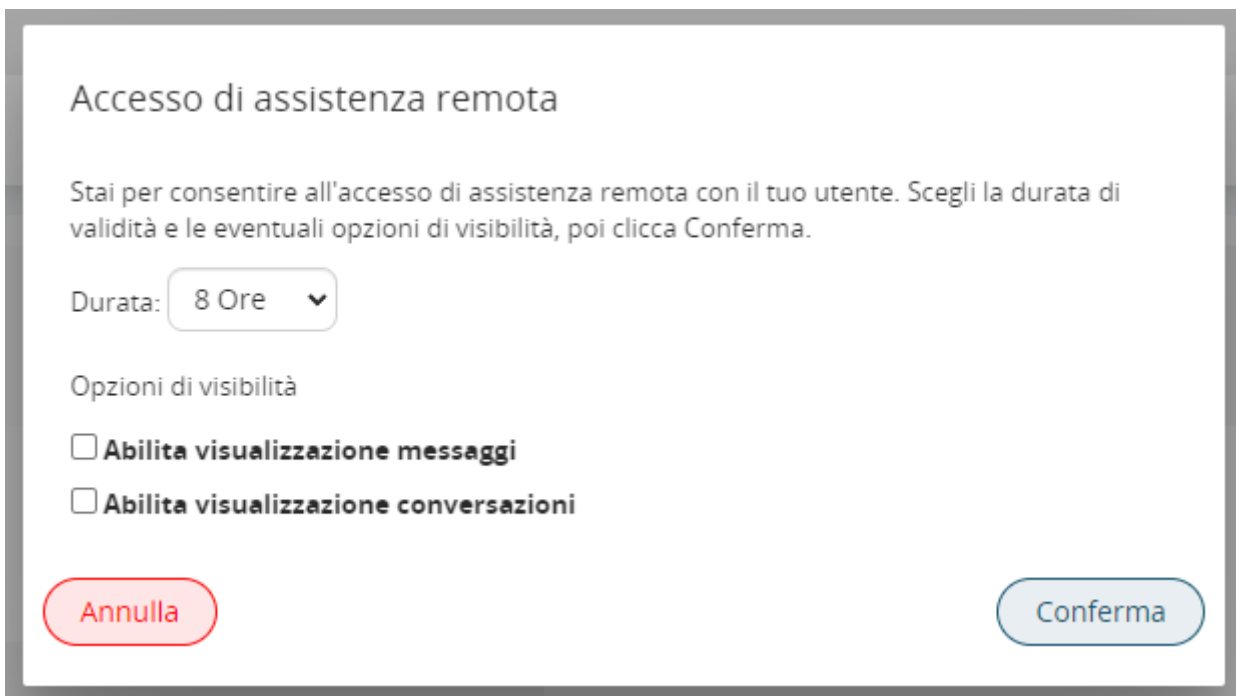 Accesso di assistenza remota
Stai per consentire all'accesso di assistenza remota con il tuo utente. Scegli la durata di
validità e le eventuali opzioni di visibilità, poi clicca Conferma.
Durata: 8 Ore
Opzioni di visibilità
Abilita visualizzazione messaggi
Abilita visualizzazione conversazioni
Annulla Conferma